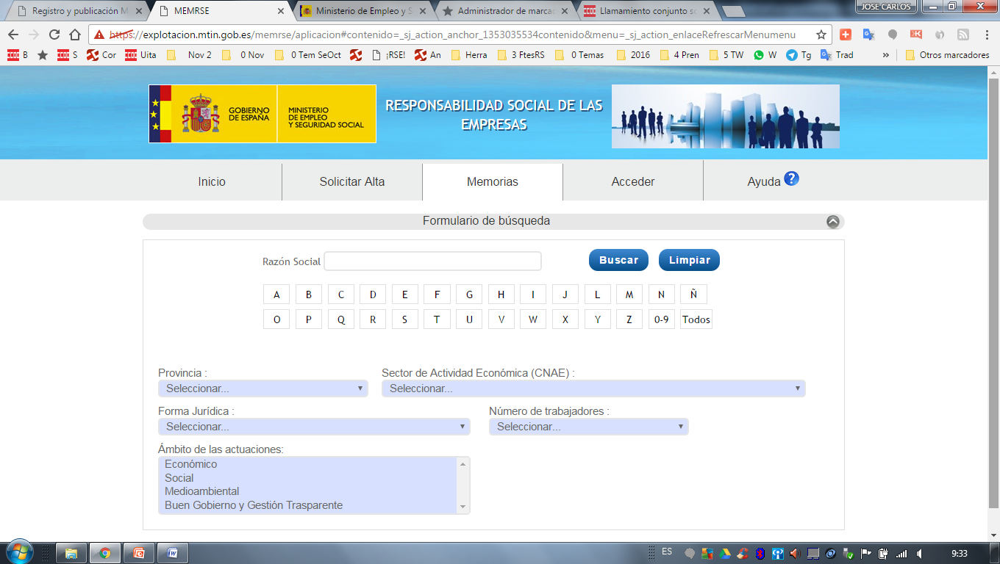 Registro y publicación M
MEMRSE
Ministerio de Empleo y S
Administrador de marcad
Llamamiento conjunto so
JOSE CARLOS
https://explotacion.mtin.gob.es/memrse/aplicacion#contenido=_sj_action_anchor_1353035534contenido&menu=_sj_action_enlaceRefrescarMenumenu
B S Cor Uita Nov 2 0 Nov 0 Tem SeOct ¡RSE! An Herra 3 FtesRS 0 Temas 2016 4 Pren 5 TW W Tg Trad » Otros marcadores
GOBIERNO
DE ESPAÑA
MINISTERIO
DE EMPLEO
Y SEGURIDAD SOCIAL
RESPONSABILIDAD SOCIAL DE LAS
EMPRESAS
Inicio Solicitar Alta Memorias Acceder Ayuda ?
Formulario de búsqueda
Razón Social Buscar Limpiar
A B C D E F G H I J L M N Ñ
O P Q R S T U V W X Y Z 0-9 Todos
Provincia : Sector de Actividad Económica (CNAE) :
Seleccionar... Seleccionar...
Forma Jurídica : Número de trabajadores :
Seleccionar... Seleccionar...
Ámbito de las actuaciones:
Económico
Social
Medioambiental
Buen Gobierno y Gestión Trasparente
ES 9:33